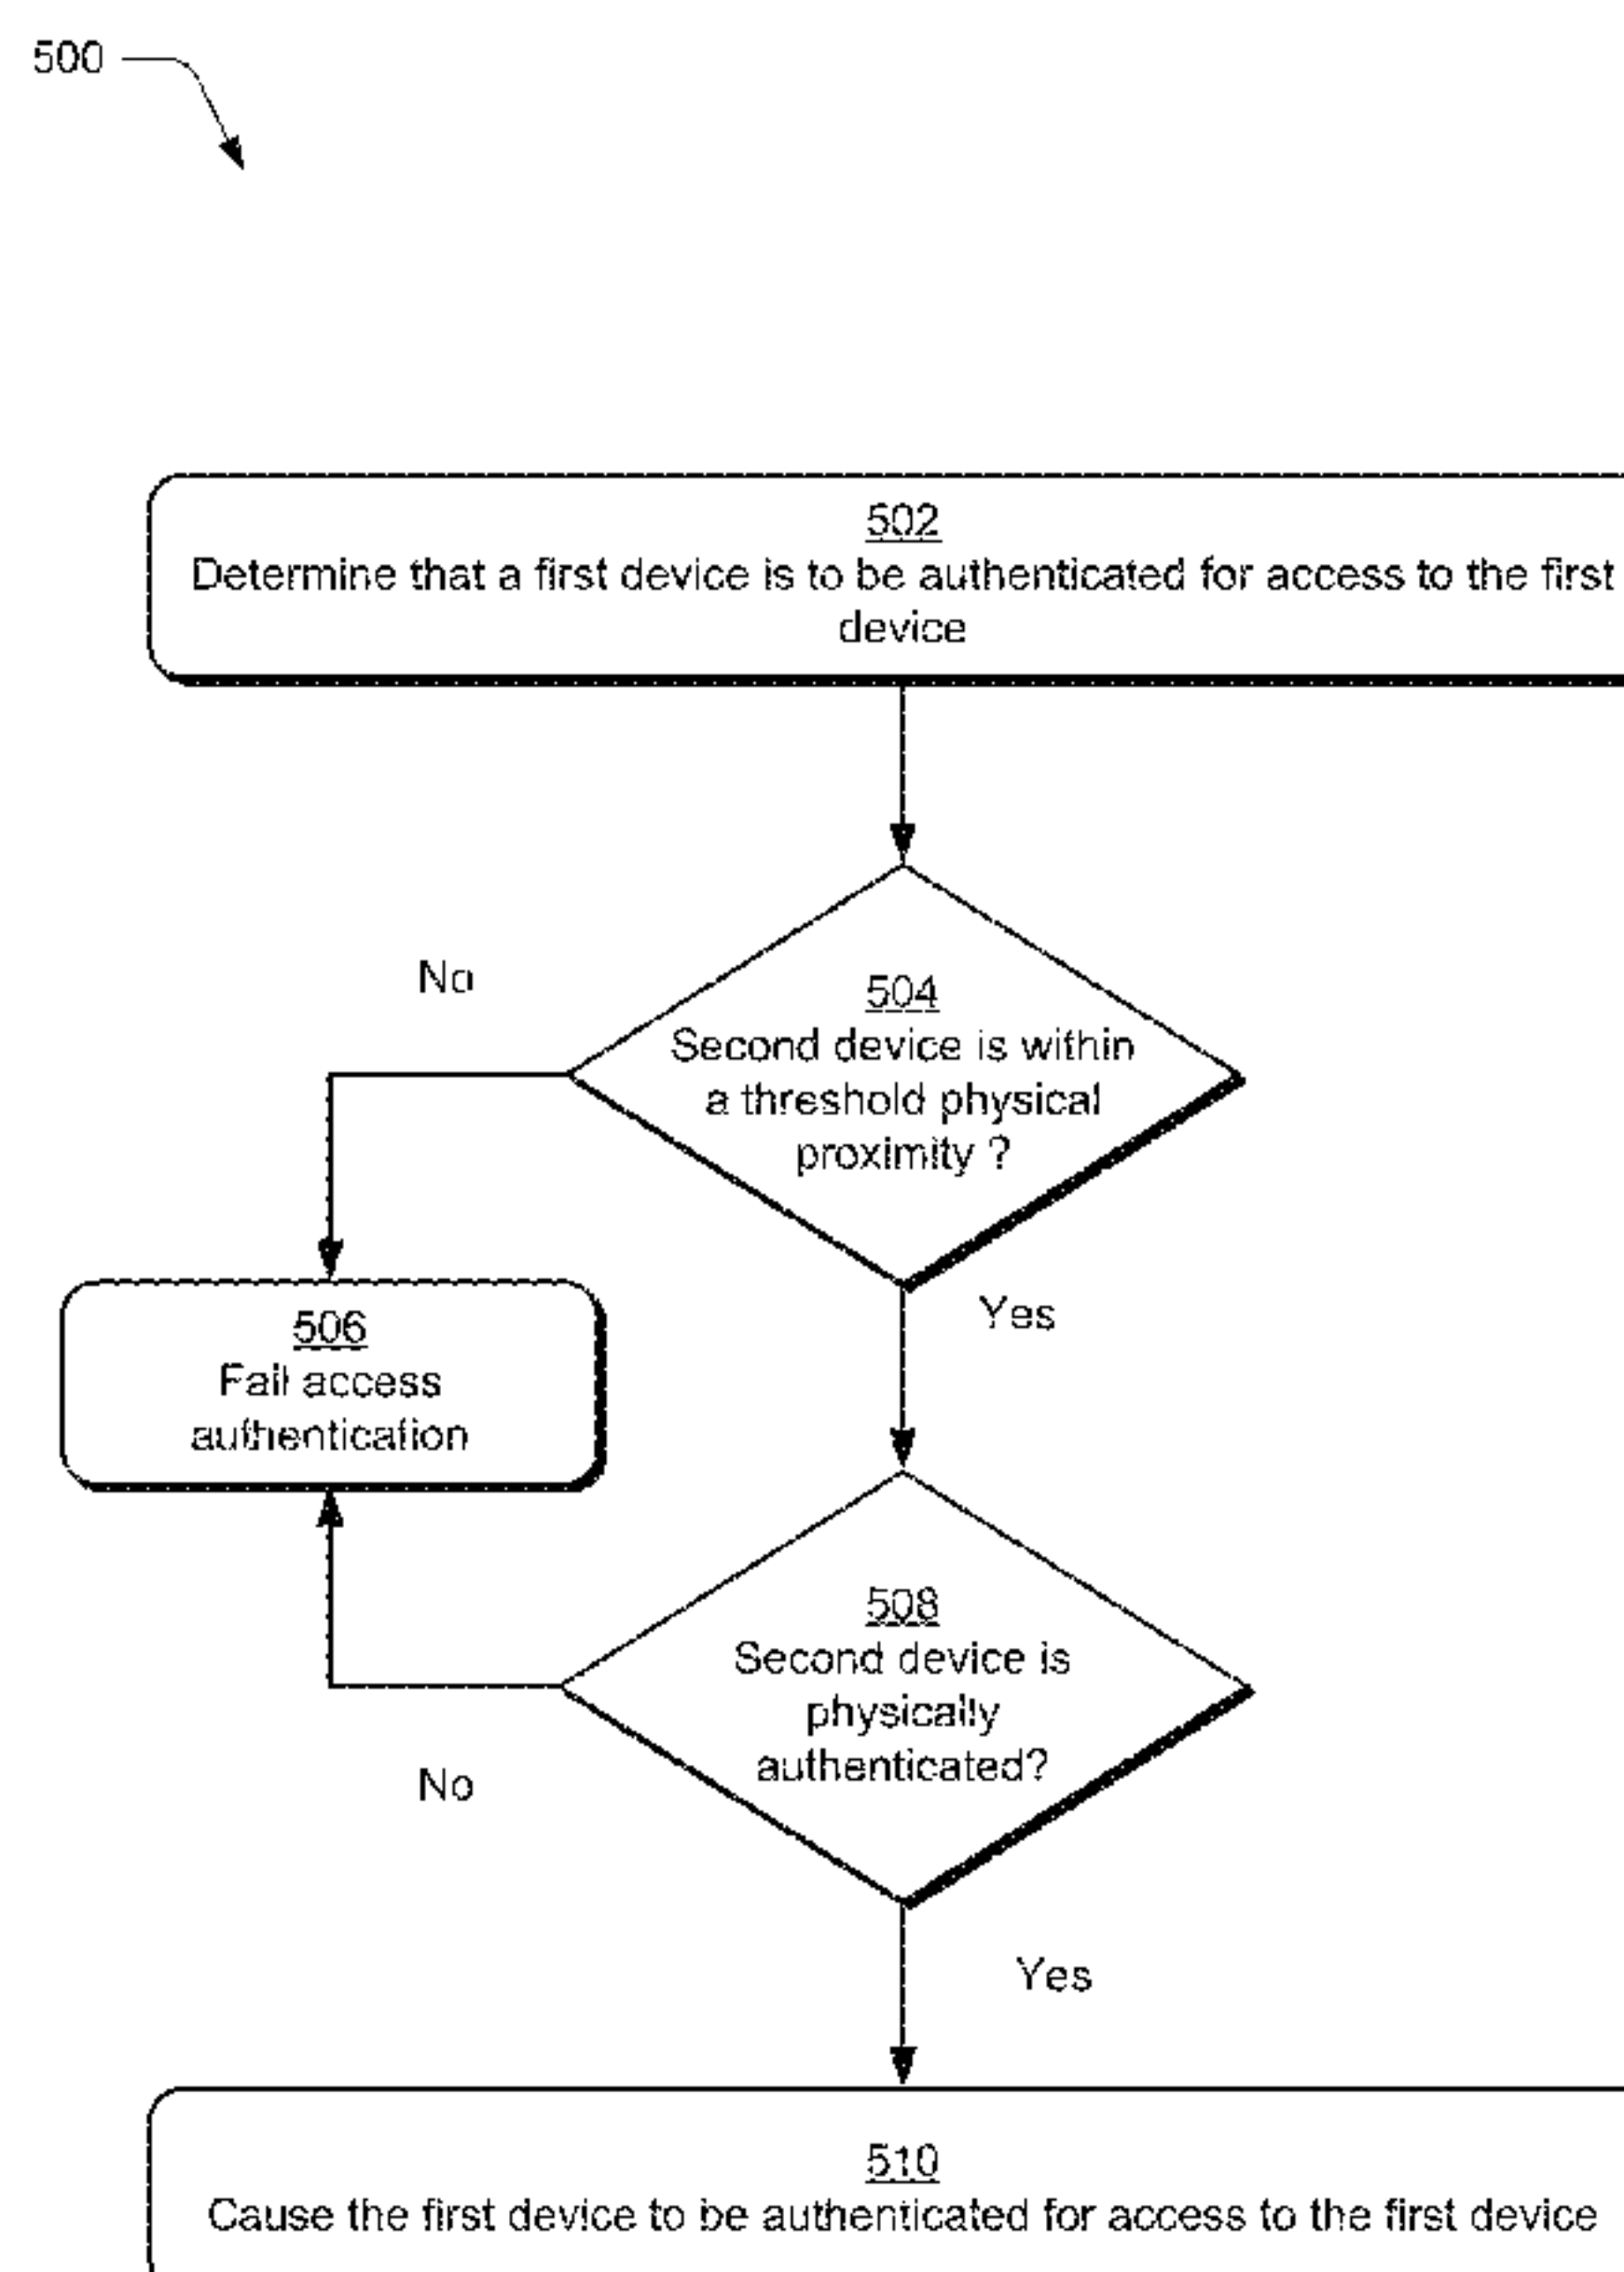 500
502
Determine that a first device is to be authenticated for access to the first
device
No
504
Second device is within
a threshold physical
proximity ?
Yes
506
Fail access
authentication
508
Second device is
physically
authenticated?
No
Yes
510
Cause the first device to be authenticated for access to the first device